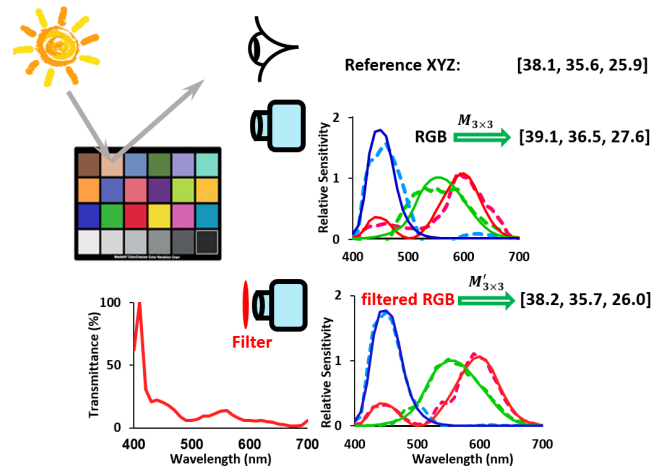 Reference XYZ: [38.1, 35.6, 25.9]
M3×3
RGB [39.1, 36.5, 27.6]
Relative Sensitivity
2
1
0
400 500 600 700
M′3×3
filtered RGB [38.2, 35.7, 26.0]
Filter
Transmittance (%)
100
50
0
400 500 600 700
Wavelength (nm)
Relative Sensitivity
2
1
0
400 500 600 700
Wavelength (nm)